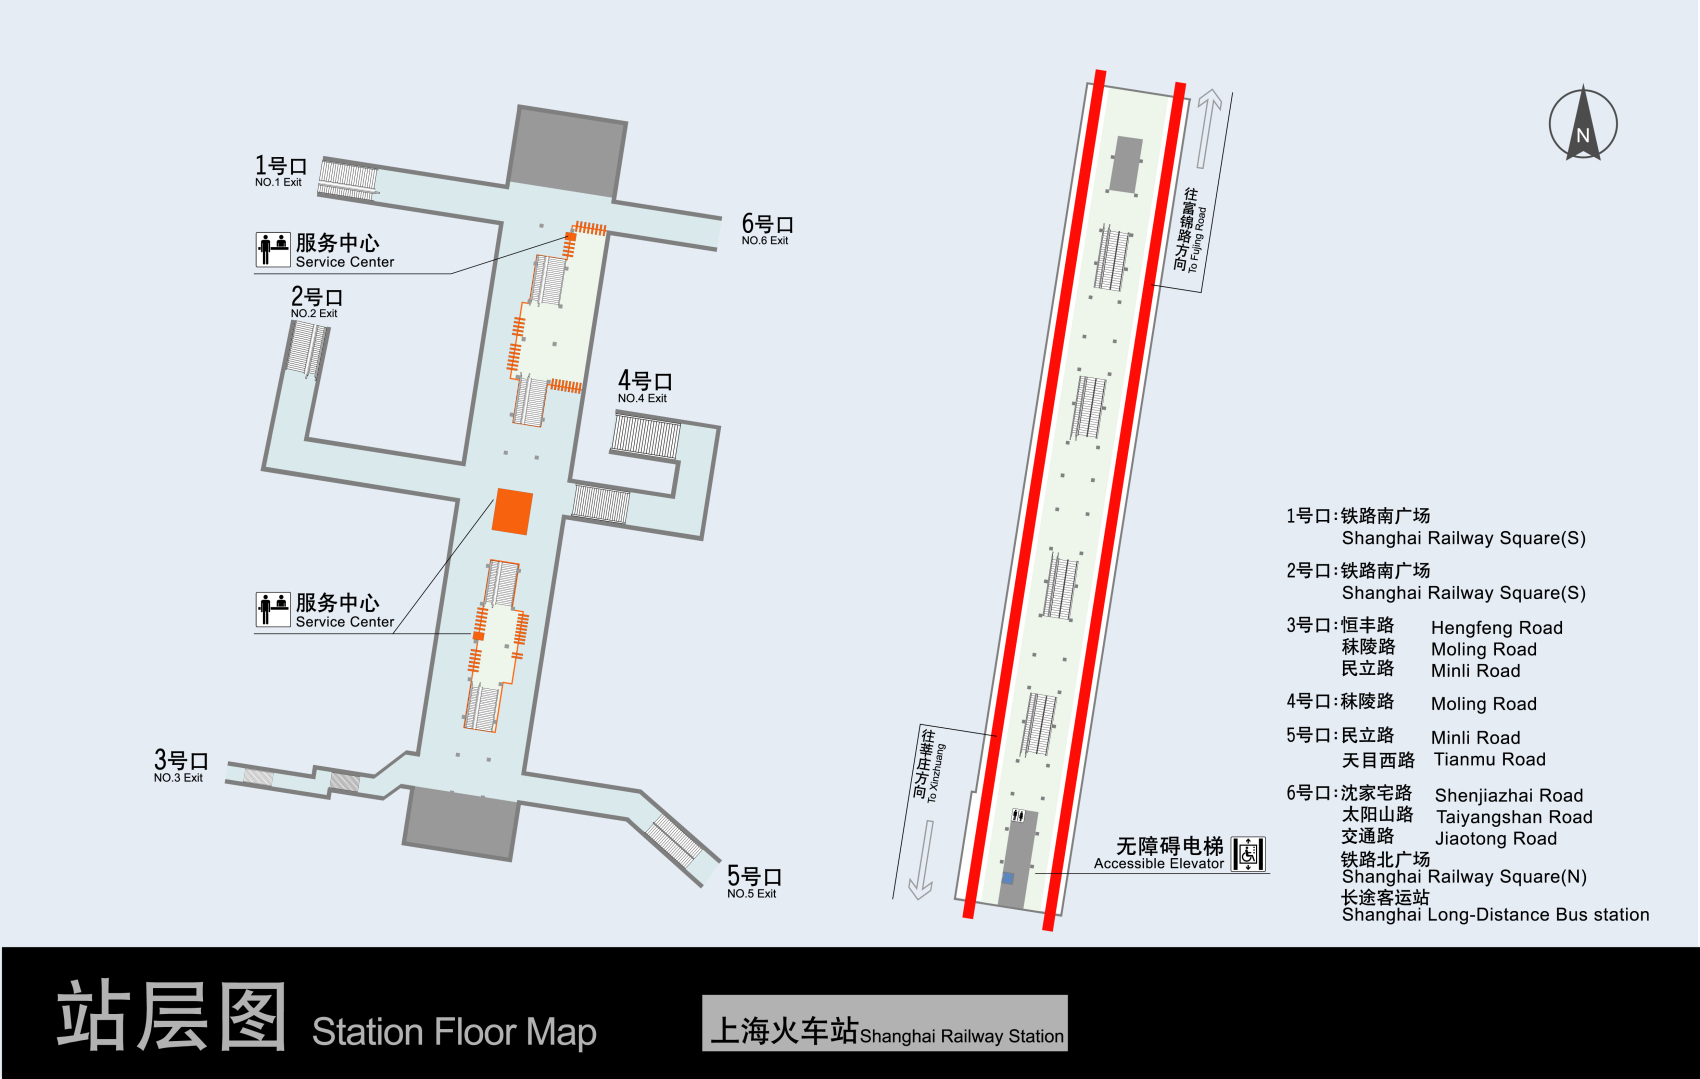 1号口
NO.1 Exit
6号口
NO.6 Exit
服务中心
Service Center
2号口
NO.2 Exit
4号口
NO.4 Exit
服务中心
Service Center
3号口
NO.3 Exit
5号口
NO.5 Exit
往富锦路方向
To Fujing Road
往莘庄方向
To Xinzhuang
无障碍电梯
Accessible Elevator
N
1号口:铁路南广场
Shanghai Railway Square(S)
2号口:铁路南广场
Shanghai Railway Square(S)
3号口:恒丰路 Hengfeng Road
秣陵路 Moling Road
民立路 Minli Road
4号口:秣陵路 Moling Road
5号口:民立路 Minli Road
天目西路 Tianmu Road
6号口:沈家宅路 Shenjiazhai Road
太阳山路 Taiyangshan Road
交通路 Jiaotong Road
铁路北广场
Shanghai Railway Square(N)
长途客运站
Shanghai Long-Distance Bus station
站层图 Station Floor Map
上海火车站 Shanghai Railway Station